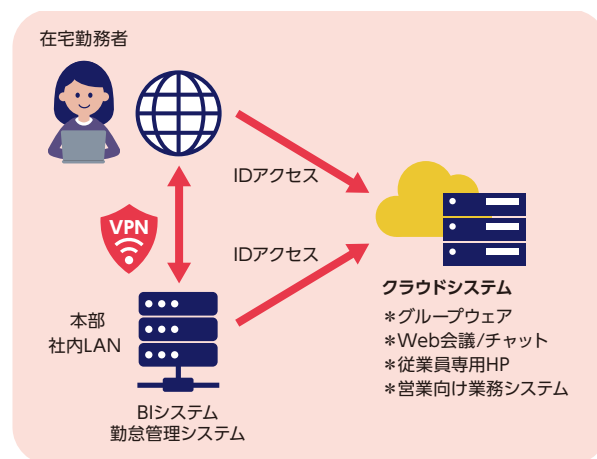 在宅勤務者
IDアクセス
VPN
IDアクセス
本部
社内LAN
BIシステム
勤怠管理システム
クラウドシステム
＊グループウェア
＊Web会議/チャット
＊従業員専用HP
＊営業向け業務システム